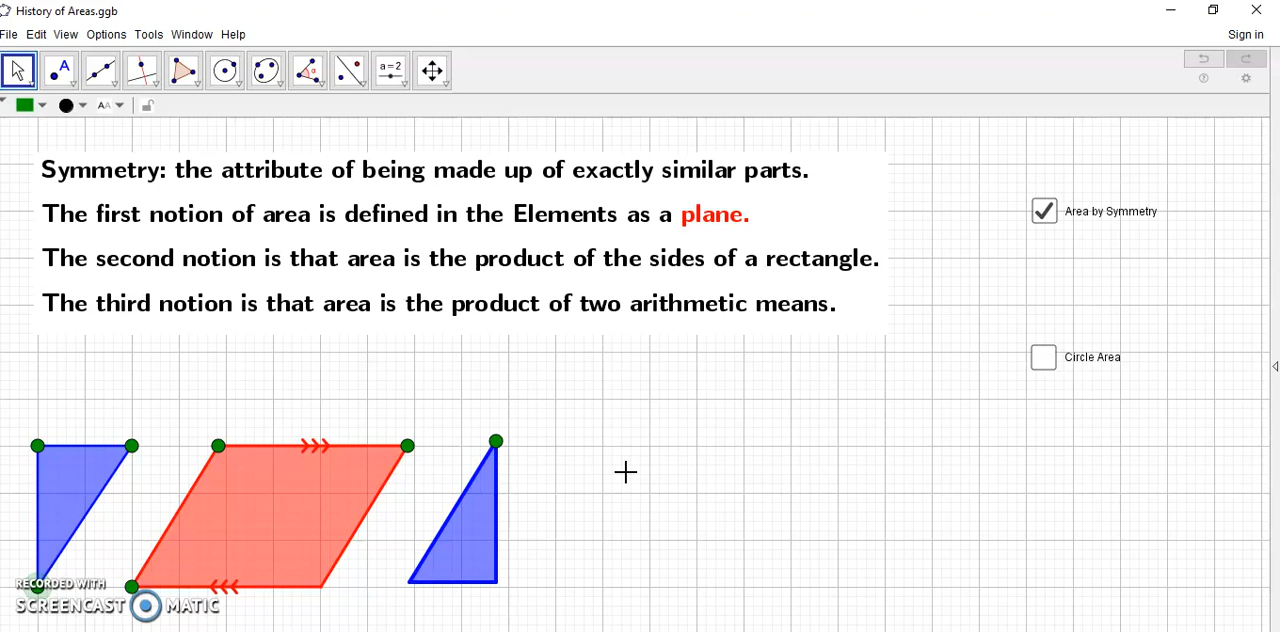 History of Areas.ggb
File Edit View Options Tools Window Help
Sign in
A
α
a=2
AA
Symmetry: the attribute of being made up of exactly similar parts.
The first notion of area is defined in the Elements as a plane.
Area by Symmetry
The second notion is that area is the product of the sides of a rectangle.
The third notion is that area is the product of two arithmetic means.
Circle Area
RECORDED WITH
SCREENCAST MATIC